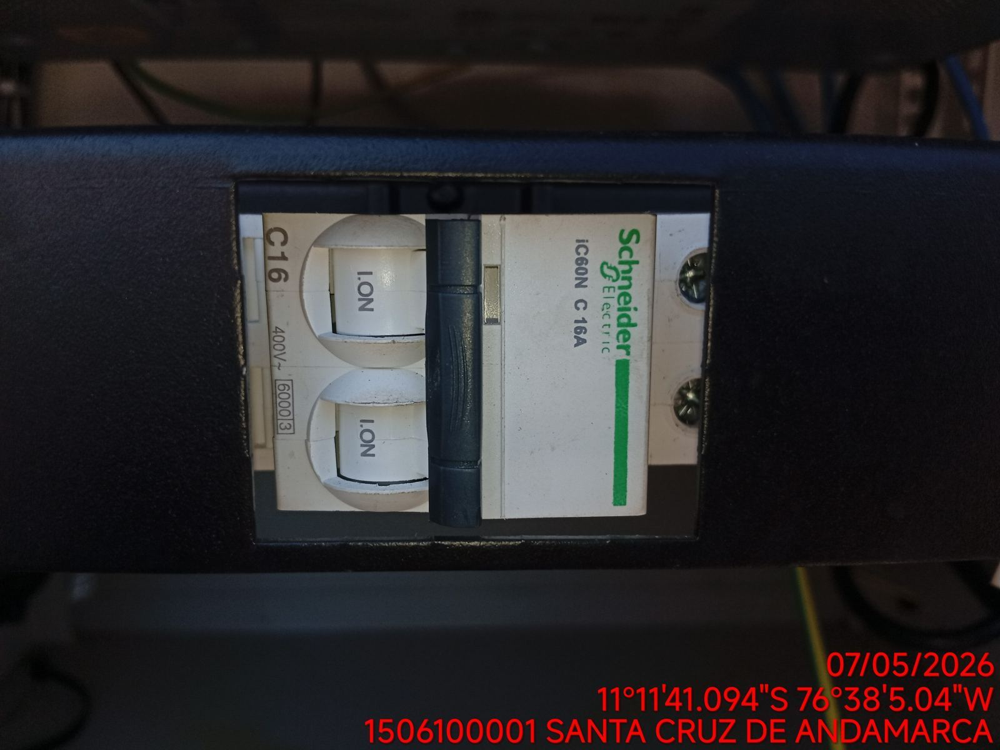 Schneider
Electric
iC60N C 16A
I.ON
I.ON
C16
400V~
6000 3
07/05/2026
11°11'41.094"S 76°38'5.04"W
1506100001 SANTA CRUZ DE ANDAMARCA